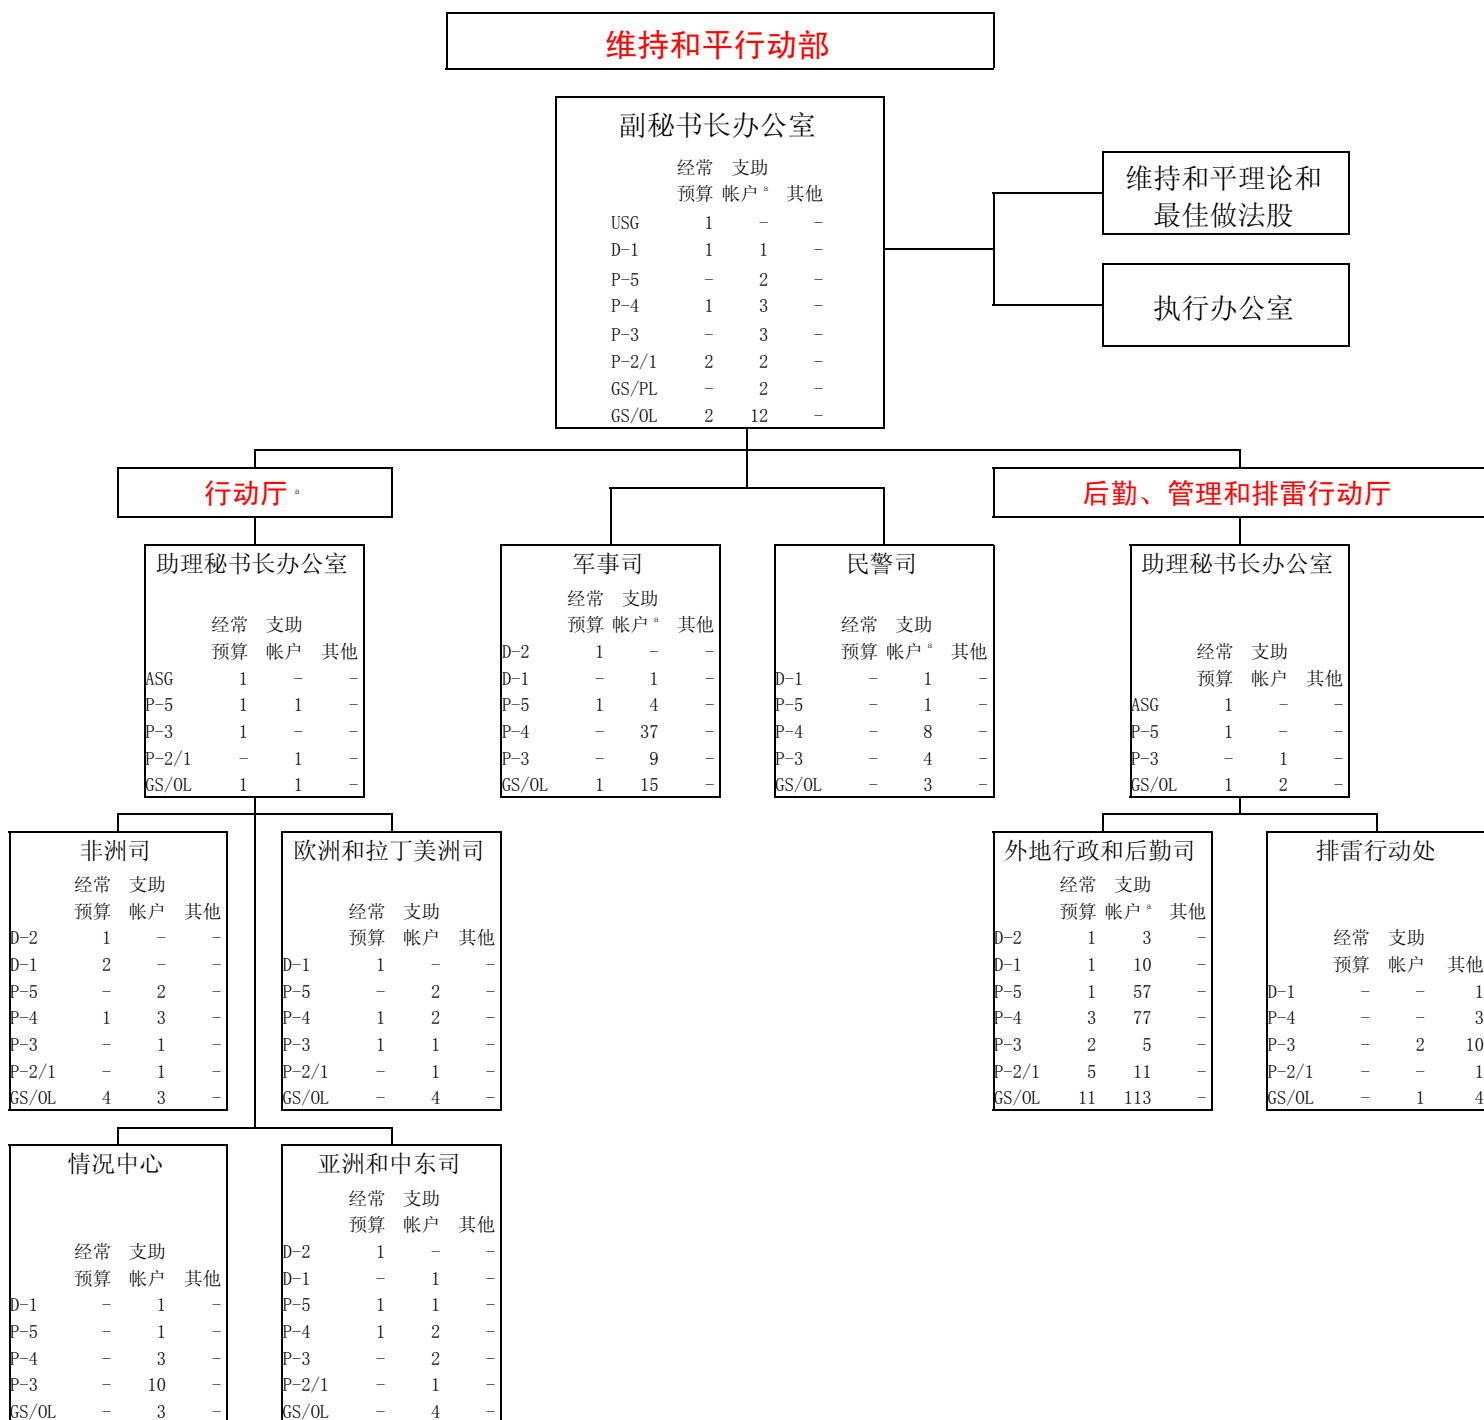 维持和平行动部
副秘书长办公室
经常 支助
预算 帐户ª 其他
USG 1 － －
D-1 1 1 －
P-5 － 2 －
P-4 1 3 －
P-3 － 3 －
P-2/1 2 2 －
GS/PL － 2 －
GS/OL 2 12 －
维持和平理论和
最佳做法股
执行办公室
行动厅ª
助理秘书长办公室
经常 支助
预算 帐户 其他
ASG 1 － －
P-5 1 1 －
P-3 1 － －
P-2/1 － 1 －
GS/OL 1 1 －
军事司
经常 支助
预算 帐户ª 其他
D-2 1 － －
D-1 － 1 －
P-5 1 4 －
P-4 － 37 －
P-3 － 9 －
GS/OL 1 15 －
民警司
经常 支助
预算 帐户ª 其他
D-1 － 1 －
P-5 － 1 －
P-4 － 8 －
P-3 － 4 －
GS/OL － 3 －
后勤、管理和排雷行动厅
助理秘书长办公室
经常 支助
预算 帐户 其他
ASG 1 － －
P-5 1 － －
P-3 － 1 －
GS/OL 1 2 －
非洲司
经常 支助
预算 帐户 其他
D-2 1 － －
D-1 2 － －
P-5 － 2 －
P-4 1 3 －
P-3 － 1 －
P-2/1 － 1 －
GS/OL 4 3 －
欧洲和拉丁美洲司
经常 支助
预算 帐户 其他
D-1 1 － －
P-5 － 2 －
P-4 1 2 －
P-3 1 1 －
P-2/1 － 1 －
GS/OL － 4 －
外地行政和后勤司
经常 支助
预算 帐户ª 其他
D-2 1 3 －
D-1 1 10 －
P-5 1 57 －
P-4 3 77 －
P-3 2 5 －
P-2/1 5 11 －
GS/OL 11 113 －
排雷行动处
经常 支助
预算 帐户 其他
D-1 － － 1
P-4 － － 3
P-3 － 2 10
P-2/1 － － 1
GS/OL － 1 4
情况中心
经常 支助
预算 帐户 其他
D-1 － 1 －
P-5 － 1 －
P-4 － 3 －
P-3 － 10 －
GS/OL － 3 －
亚洲和中东司
经常 支助
预算 帐户 其他
D-2 1 － －
D-1 － 1 －
P-5 1 1 －
P-4 1 2 －
P-3 － 2 －
P-2/1 － 1 －
GS/OL － 4 －